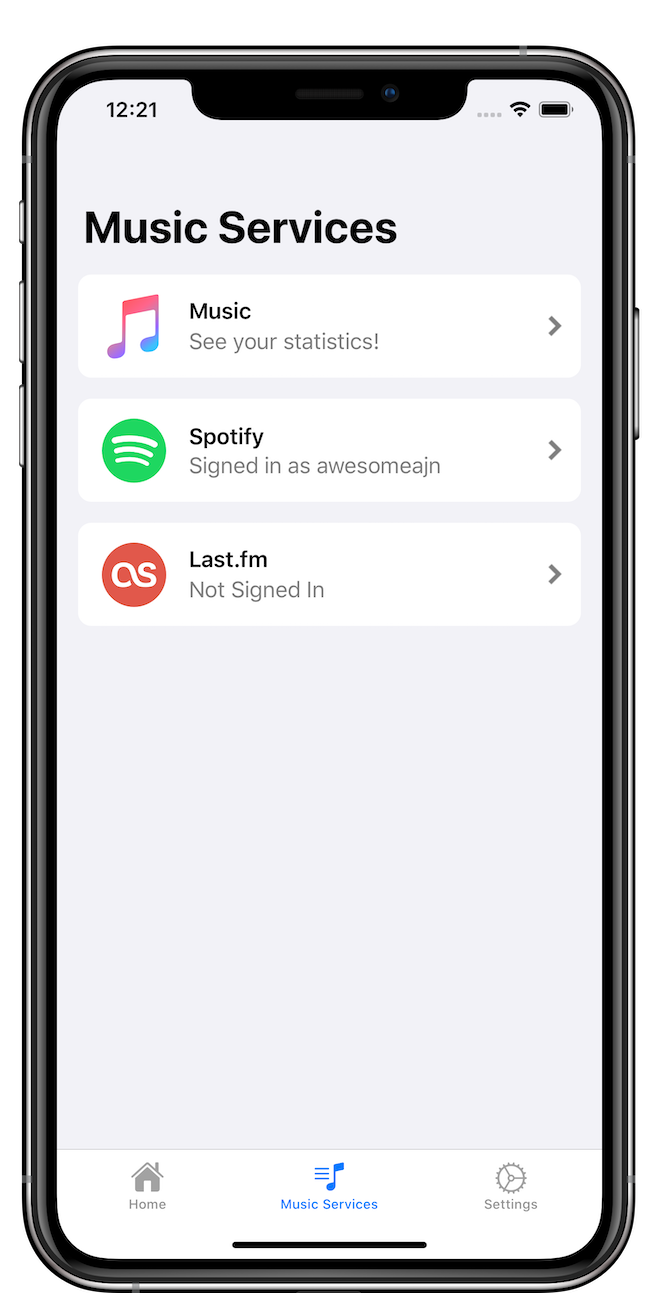 12:21
Music Services
Music
See your statistics!
Spotify
Signed in as awesomeajn
Last.fm
Not Signed In
Home
Music Services
Settings